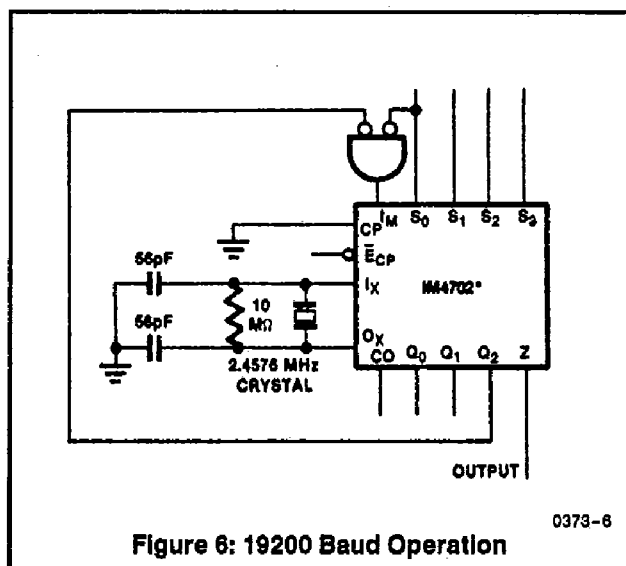 IM S0 S1 S2 S3
CP
ECP
56pF
IX
IM4702*
10
MΩ
56pF
OX
2.4576 MHz
CRYSTAL
CO Q0 Q1 Q2 Z
OUTPUT
0373-6
Figure 6: 19200 Baud Operation